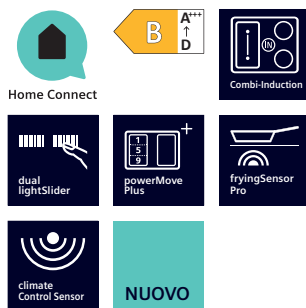 Home Connect
B
A+++
↑
D
IN
Combi-Induction
dual
lightSlider
1
5
9
+
powerMove
Plus
fryingSensor
Pro
climate
Control Sensor
NUOVO